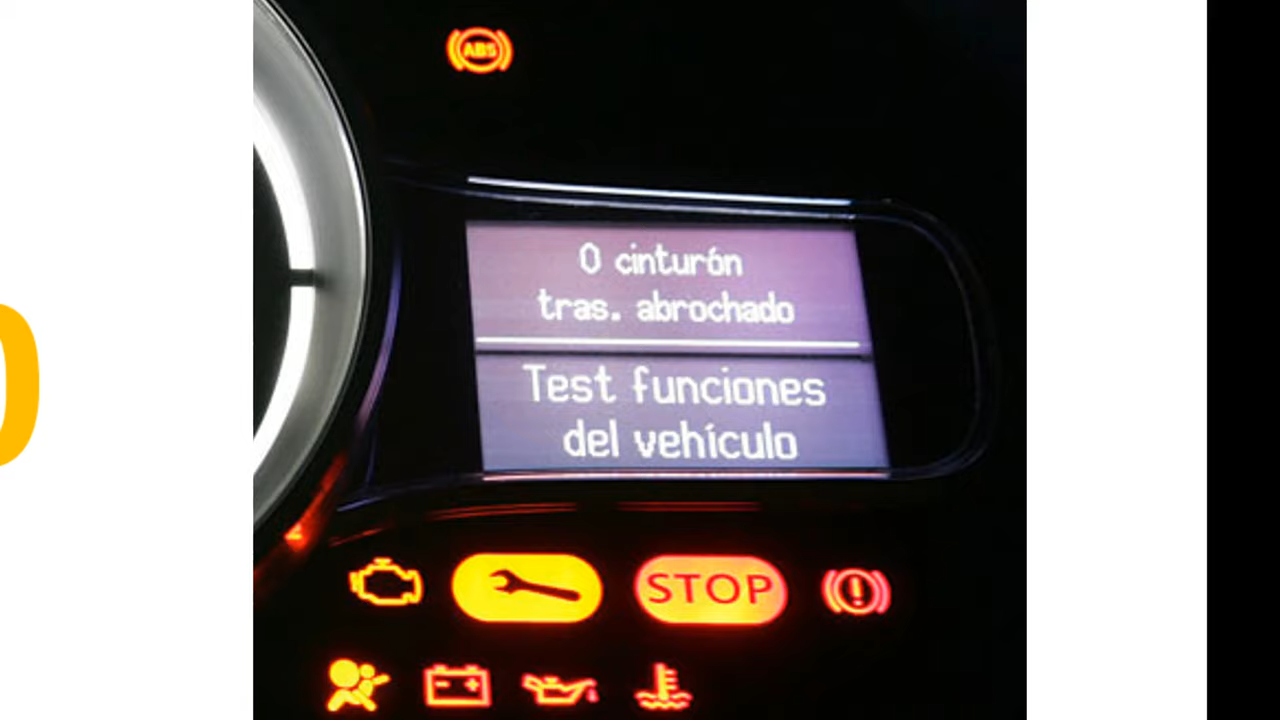 ABS
0 cinturón
tras. abrochado
Test funciones
del vehículo
STOP